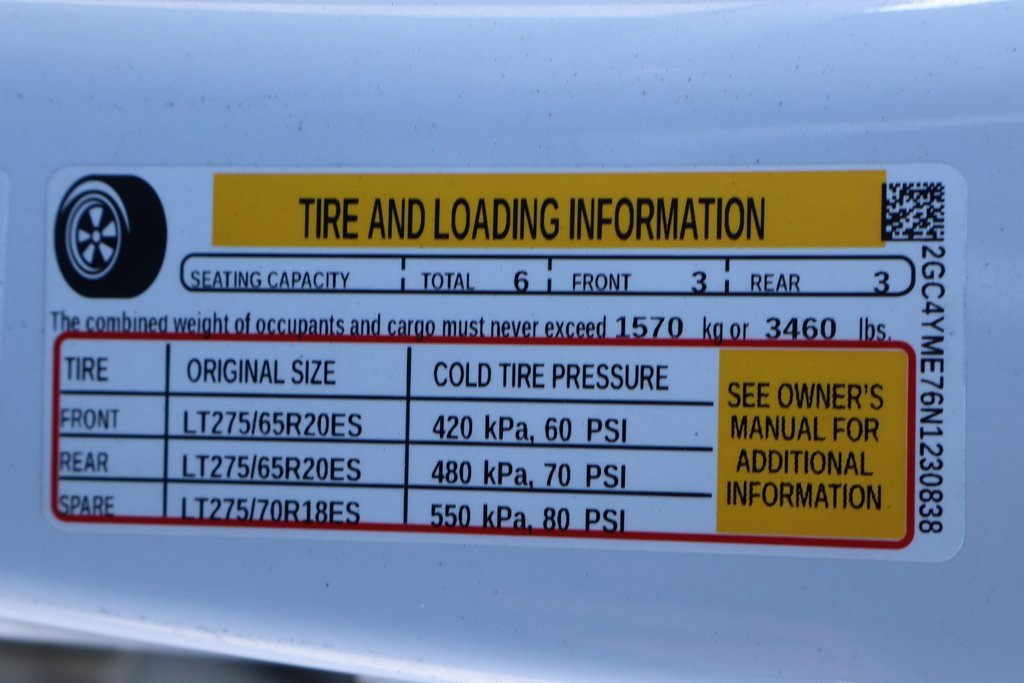 TIRE AND LOADING INFORMATION
SEATING CAPACITY TOTAL 6 FRONT 3 REAR 3
The combined weight of occupants and cargo must never exceed 1570 kg or 3460 lbs.
TIRE ORIGINAL SIZE COLD TIRE PRESSURE
FRONT LT275/65R20ES 420 kPa, 60 PSI
REAR LT275/65R20ES 480 kPa, 70 PSI
SPARE LT275/70R18ES 550 kPa, 80 PSI
SEE OWNER'S
MANUAL FOR
ADDITIONAL
INFORMATION
2GC4YME76N1230838